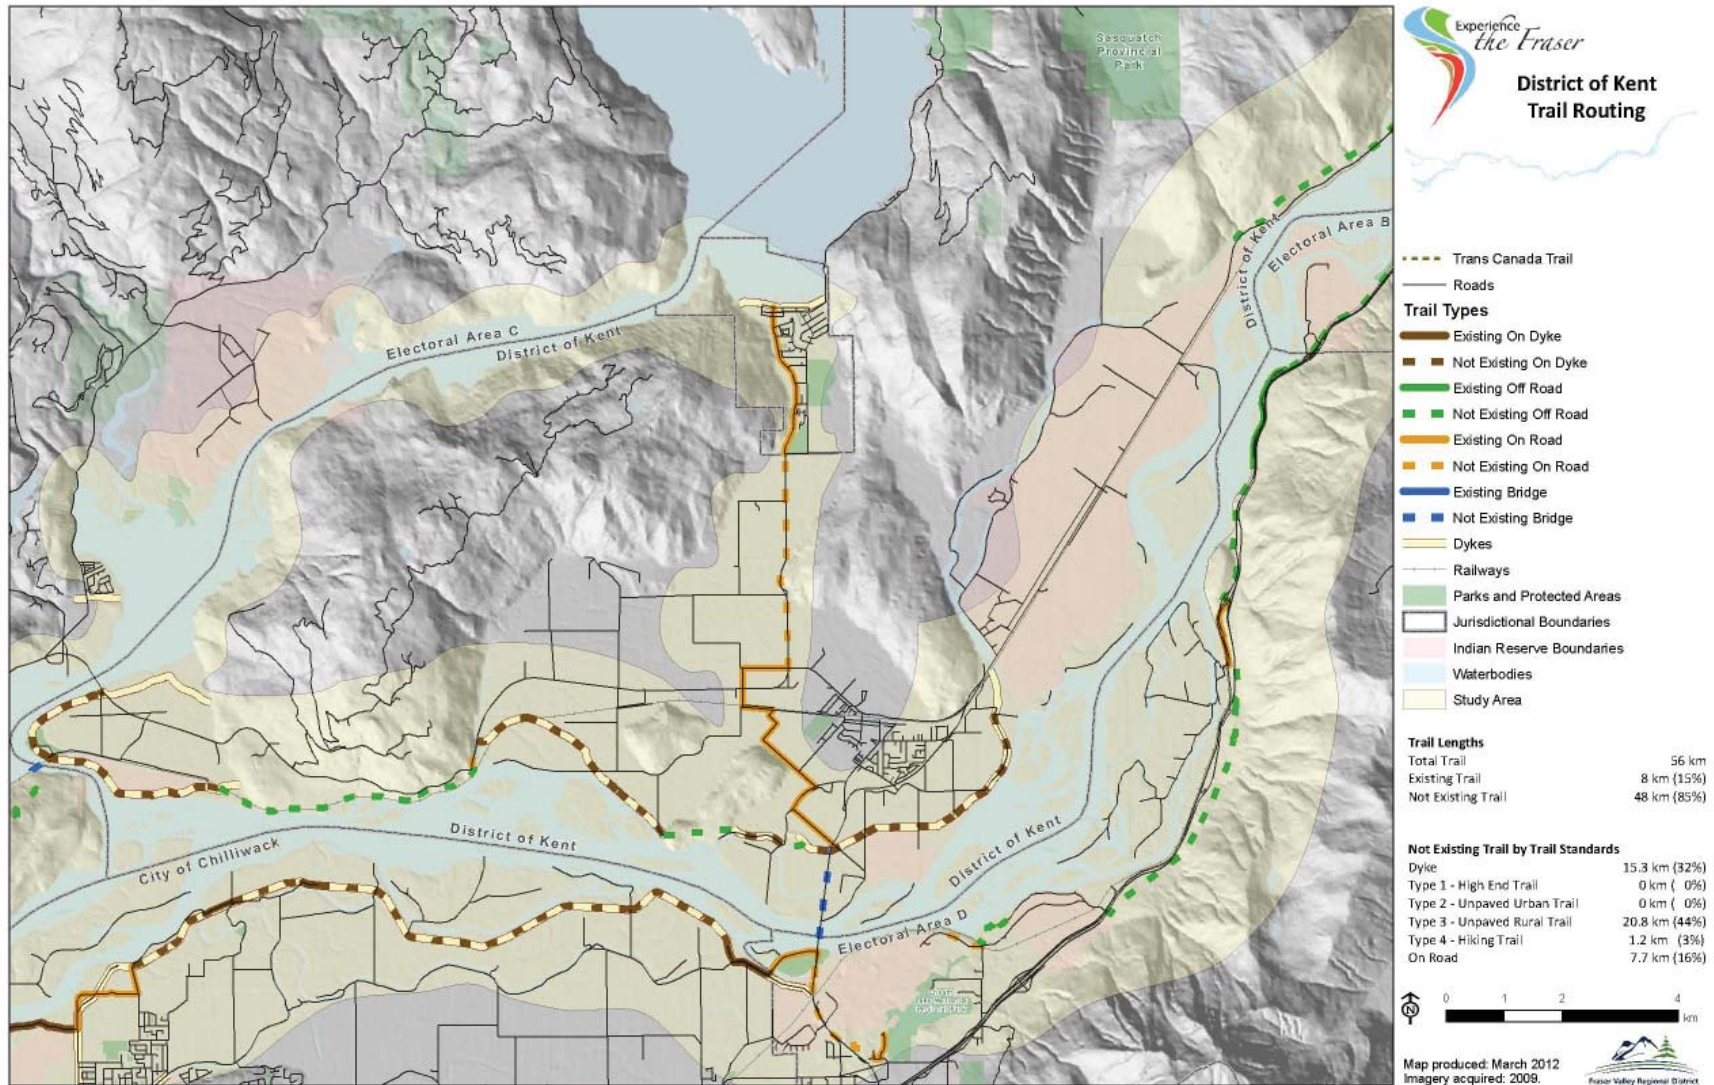 Experience
the Fraser
District of Kent
Trail Routing
Sasquatch
Provincial
Park
Electoral Area C
District of Kent
District of Kent
Electoral Area B
City of Chilliwack
District of Kent
District of Kent
Electoral Area D
Trans Canada Trail
Roads
Trail Types
Existing On Dyke
Not Existing On Dyke
Existing Off Road
Not Existing Off Road
Existing On Road
Not Existing On Road
Existing Bridge
Not Existing Bridge
Dykes
Railways
Parks and Protected Areas
Jurisdictional Boundaries
Indian Reserve Boundaries
Waterbodies
Study Area
Trail Lengths
Total Trail 56 km
Existing Trail 8 km (15%)
Not Existing Trail 48 km (85%)
Not Existing Trail by Trail Standards
Dyke 15.3 km (32%)
Type 1 - High End Trail 0 km ( 0%)
Type 2 - Unpaved Urban Trail 0 km ( 0%)
Type 3 - Unpaved Rural Trail 20.8 km (44%)
Type 4 - Hiking Trail 1.2 km (3%)
On Road 7.7 km (16%)
N
0 1 2 4
km
Map produced: March 2012
Imagery acquired: 2009.
Fraser Valley Regional District